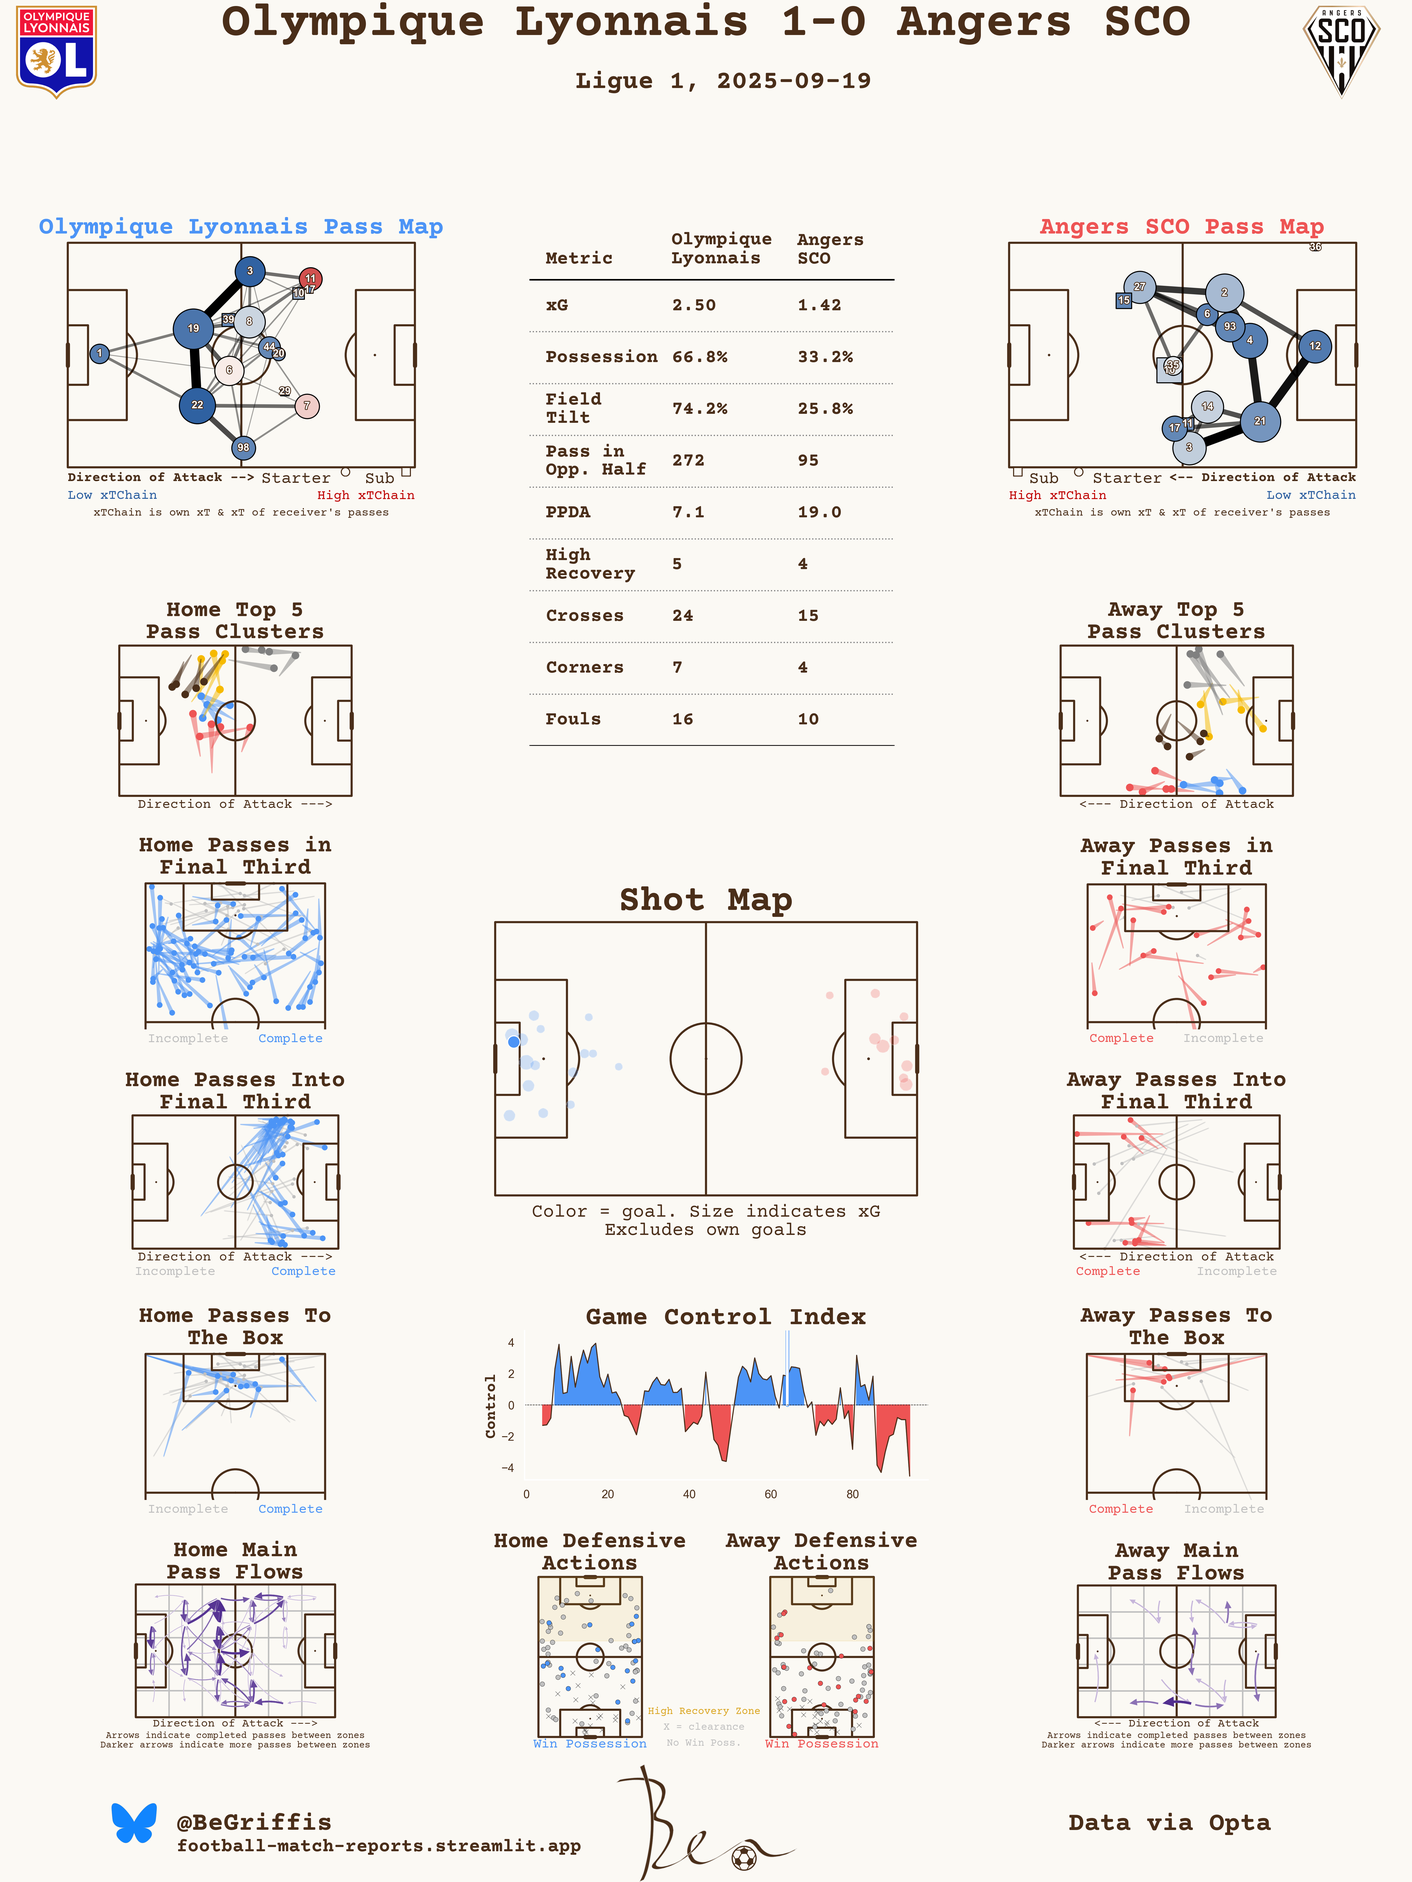 OLYMPIQUE
LYONNAIS
OL
Olympique Lyonnais 1-0 Angers SCO
ANGERS
SCO
Ligue 1, 2025-09-19
Olympique Lyonnais Pass Map
3
11
17
10
39
8
19
44
20
1
6
29
22
7
98
Direction of Attack --> Starter Sub
Low xTChain High xTChain
xTChain is own xT & xT of receiver's passes
Metric Olympique Lyonnais Angers SCO
xG 2.50 1.42
Possession 66.8% 33.2%
Field Tilt 74.2% 25.8%
Pass in Opp. Half 272 95
PPDA 7.1 19.0
High Recovery 5 4
Crosses 24 15
Corners 7 4
Fouls 16 10
Angers SCO Pass Map
36
27
2
15
6
93
4
12
35
14
17
11
21
3
Sub Starter <-- Direction of Attack
High xTChain Low xTChain
xTChain is own xT & xT of receiver's passes
Home Top 5
Pass Clusters
Direction of Attack --->
Away Top 5
Pass Clusters
<--- Direction of Attack
Home Passes in
Final Third
Incomplete Complete
Away Passes in
Final Third
Complete Incomplete
Shot Map
Color = goal. Size indicates xG
Excludes own goals
Home Passes Into
Final Third
Direction of Attack --->
Incomplete Complete
Away Passes Into
Final Third
<--- Direction of Attack
Complete Incomplete
Home Passes To
The Box
Incomplete Complete
Game Control Index
Control
4
2
0
−2
−4
0 20 40 60 80
Away Passes To
The Box
Complete Incomplete
Home Main
Pass Flows
Direction of Attack --->
Arrows indicate completed passes between zones
Darker arrows indicate more passes between zones
Home Defensive
Actions
Win Possession
High Recovery Zone
X = clearance
No Win Poss.
Away Defensive
Actions
Win Possession
Away Main
Pass Flows
<--- Direction of Attack
Arrows indicate completed passes between zones
Darker arrows indicate more passes between zones
@BeGriffis
football-match-reports.streamlit.app
Ben
Data via Opta